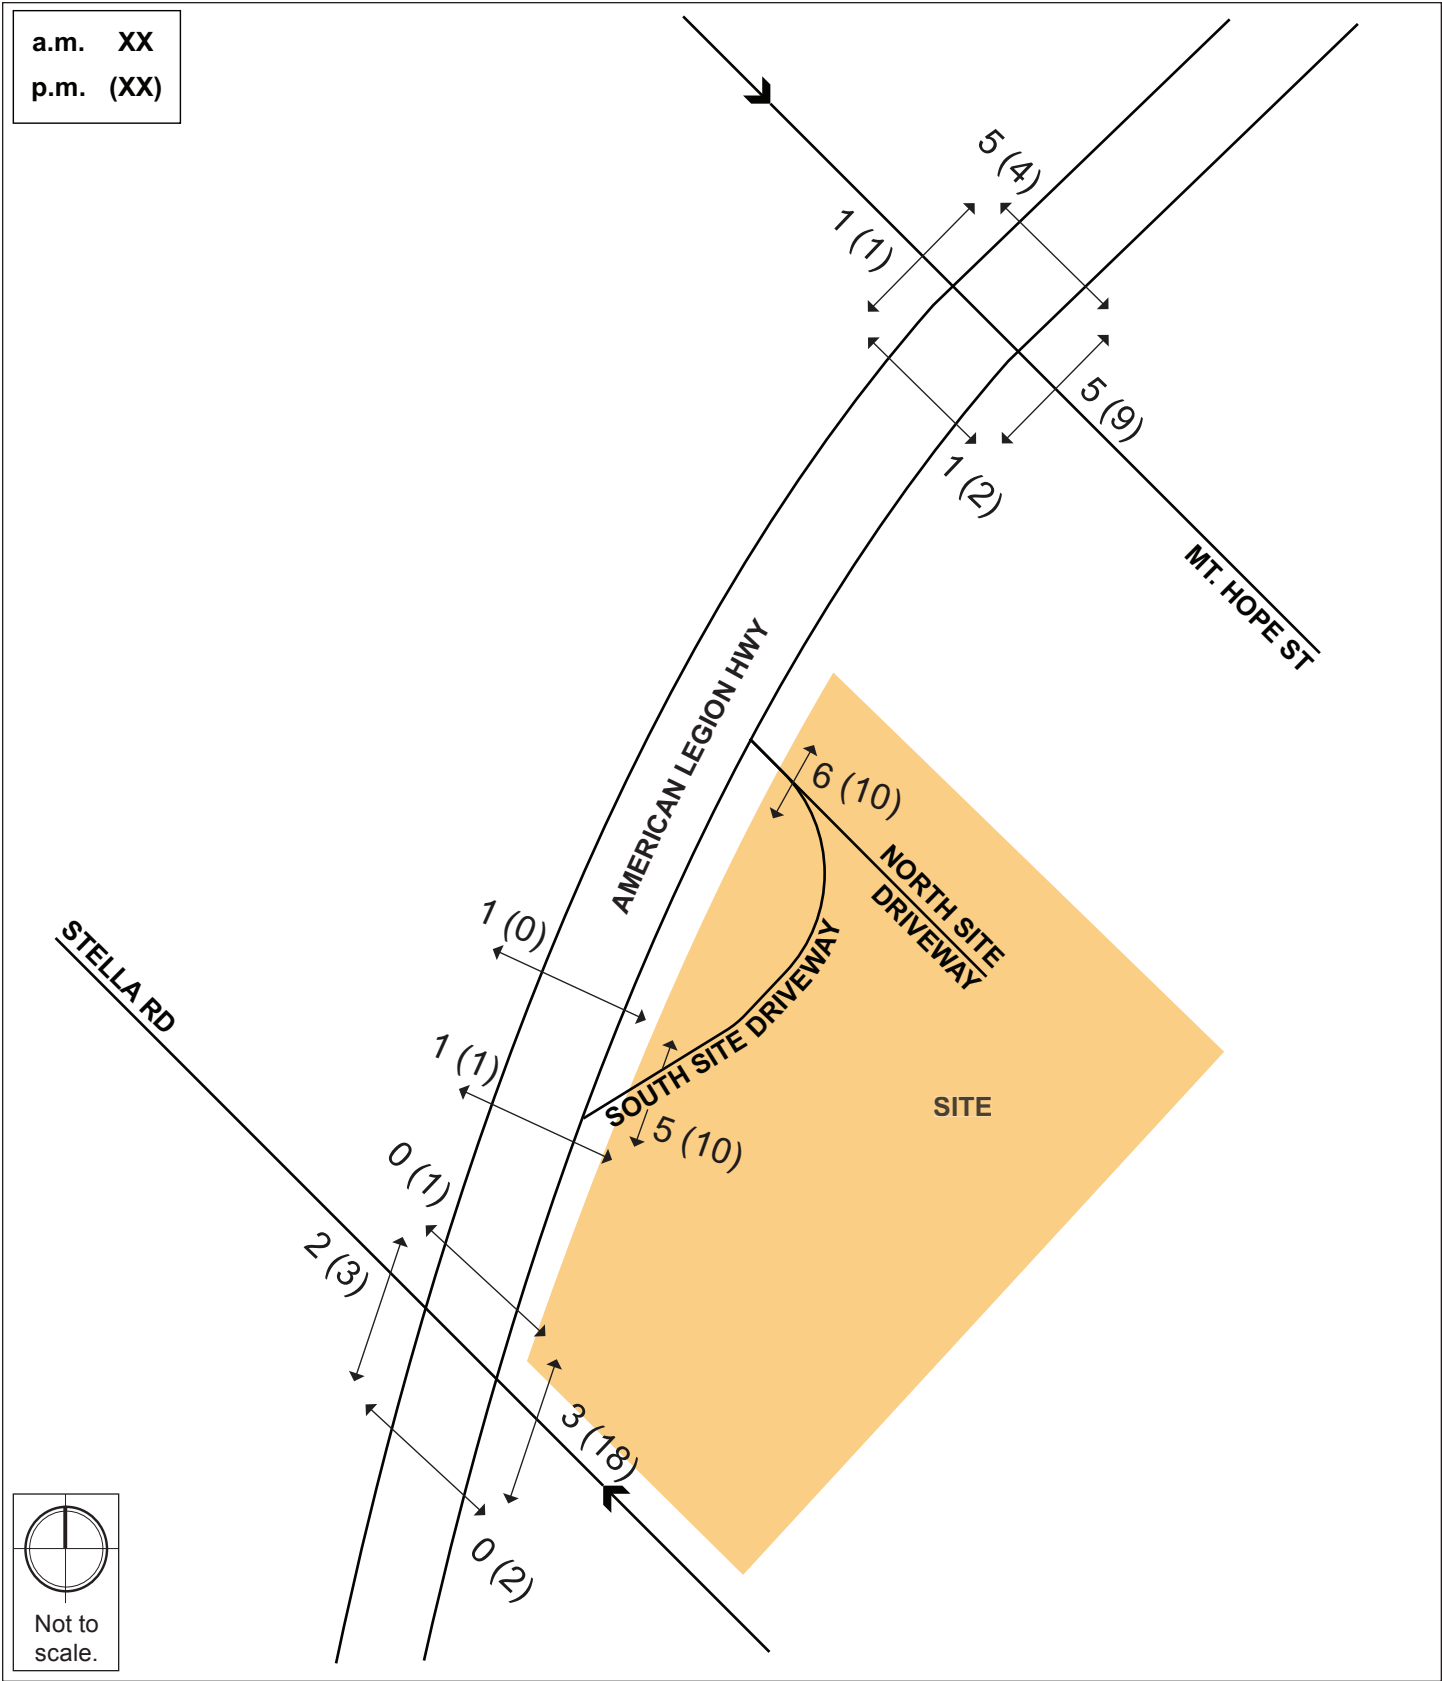 a.m. XX
p.m. (XX)
5 (4)
1 (1)
5 (9)
1 (2)
MT. HOPE ST
AMERICAN LEGION HWY
6 (10)
NORTH SITE
DRIVEWAY
1 (0)
STELLA RD
SOUTH SITE DRIVEWAY
1 (1)
SITE
5 (10)
0 (1)
2 (3)
3 (18)
0 (2)
Not to
scale.